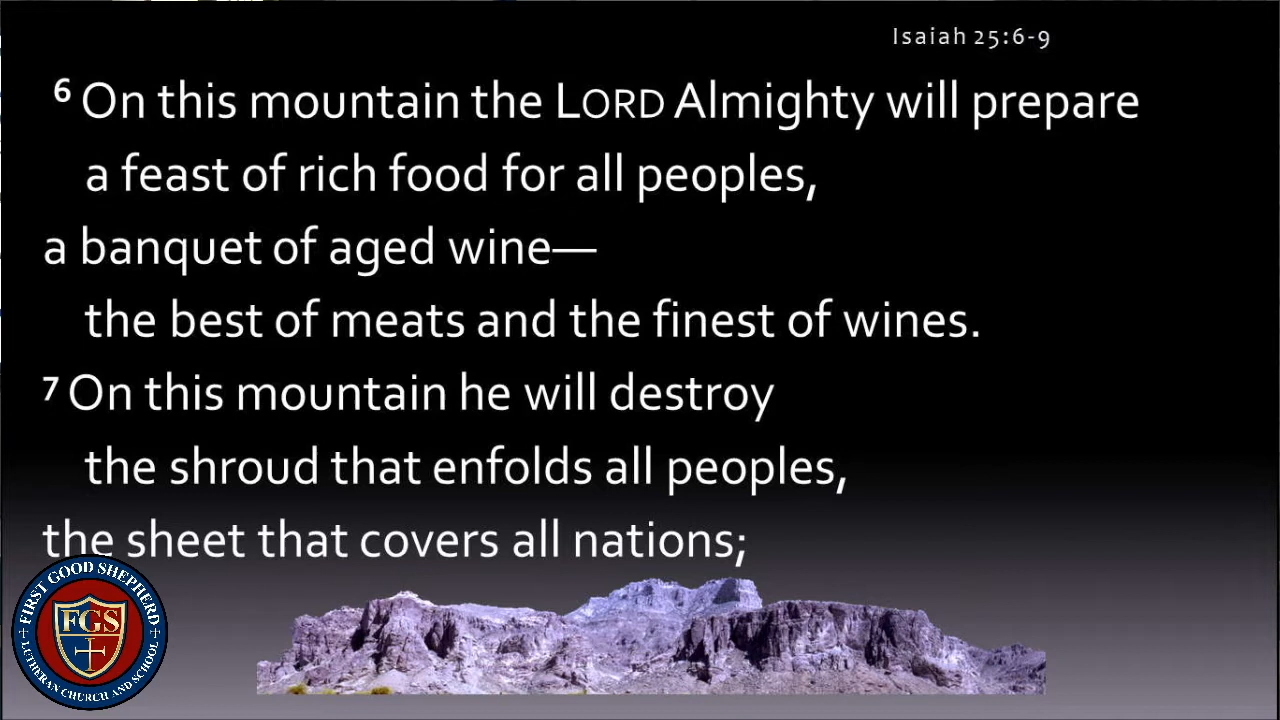 Isaiah 25:6-9
6 On this mountain the LORD Almighty will prepare
a feast of rich food for all peoples,
a banquet of aged wine—
the best of meats and the finest of wines.
7 On this mountain he will destroy
the shroud that enfolds all peoples,
the sheet that covers all nations;
FIRST GOOD SHEPHERD
FGS
LUTHERAN CHURCH AND SCHOOL